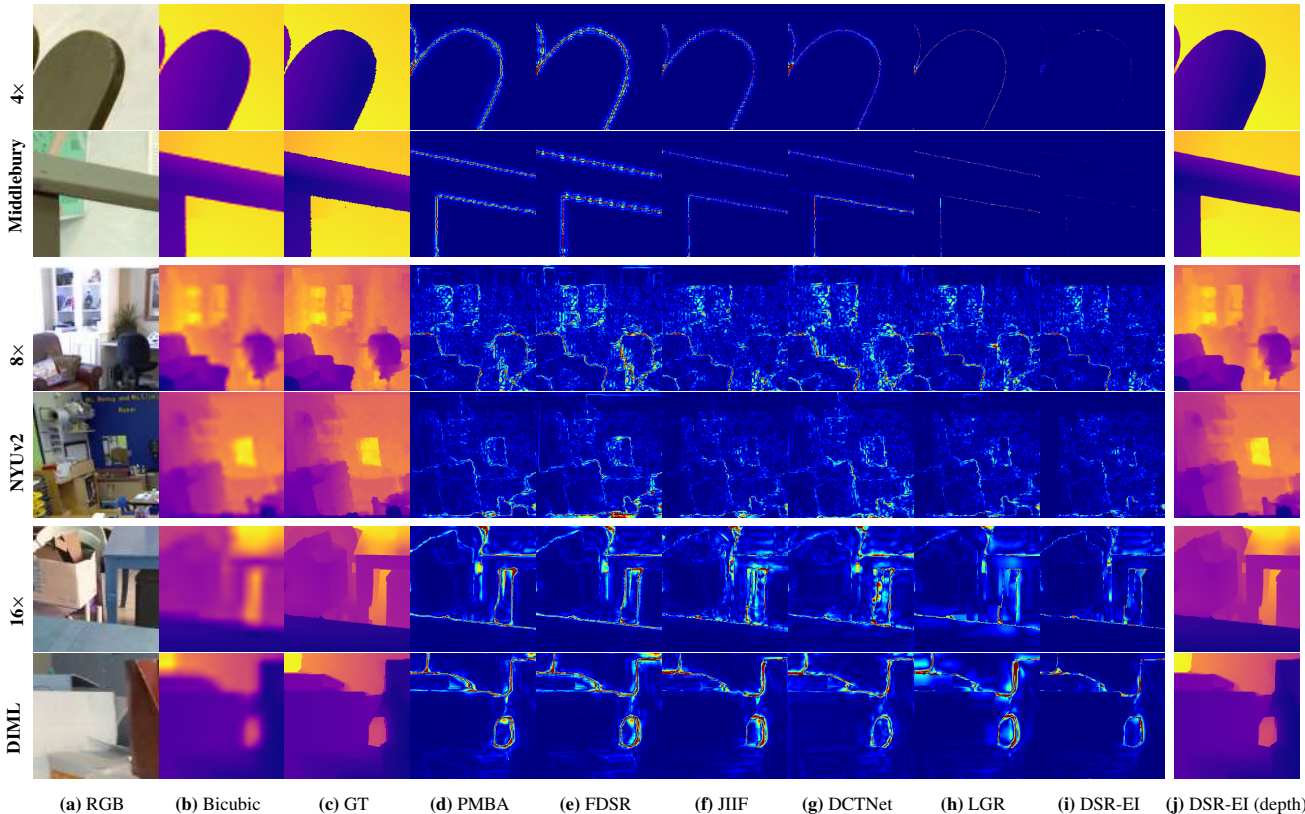 4×
Middlebury
8×
NYUv2
16×
DIML
(a) RGB (b) Bicubic (c) GT (d) PMBA (e) FDSR (f) JIIF (g) DCTNet (h) LGR (i) DSR-EI (j) DSR-EI (depth)